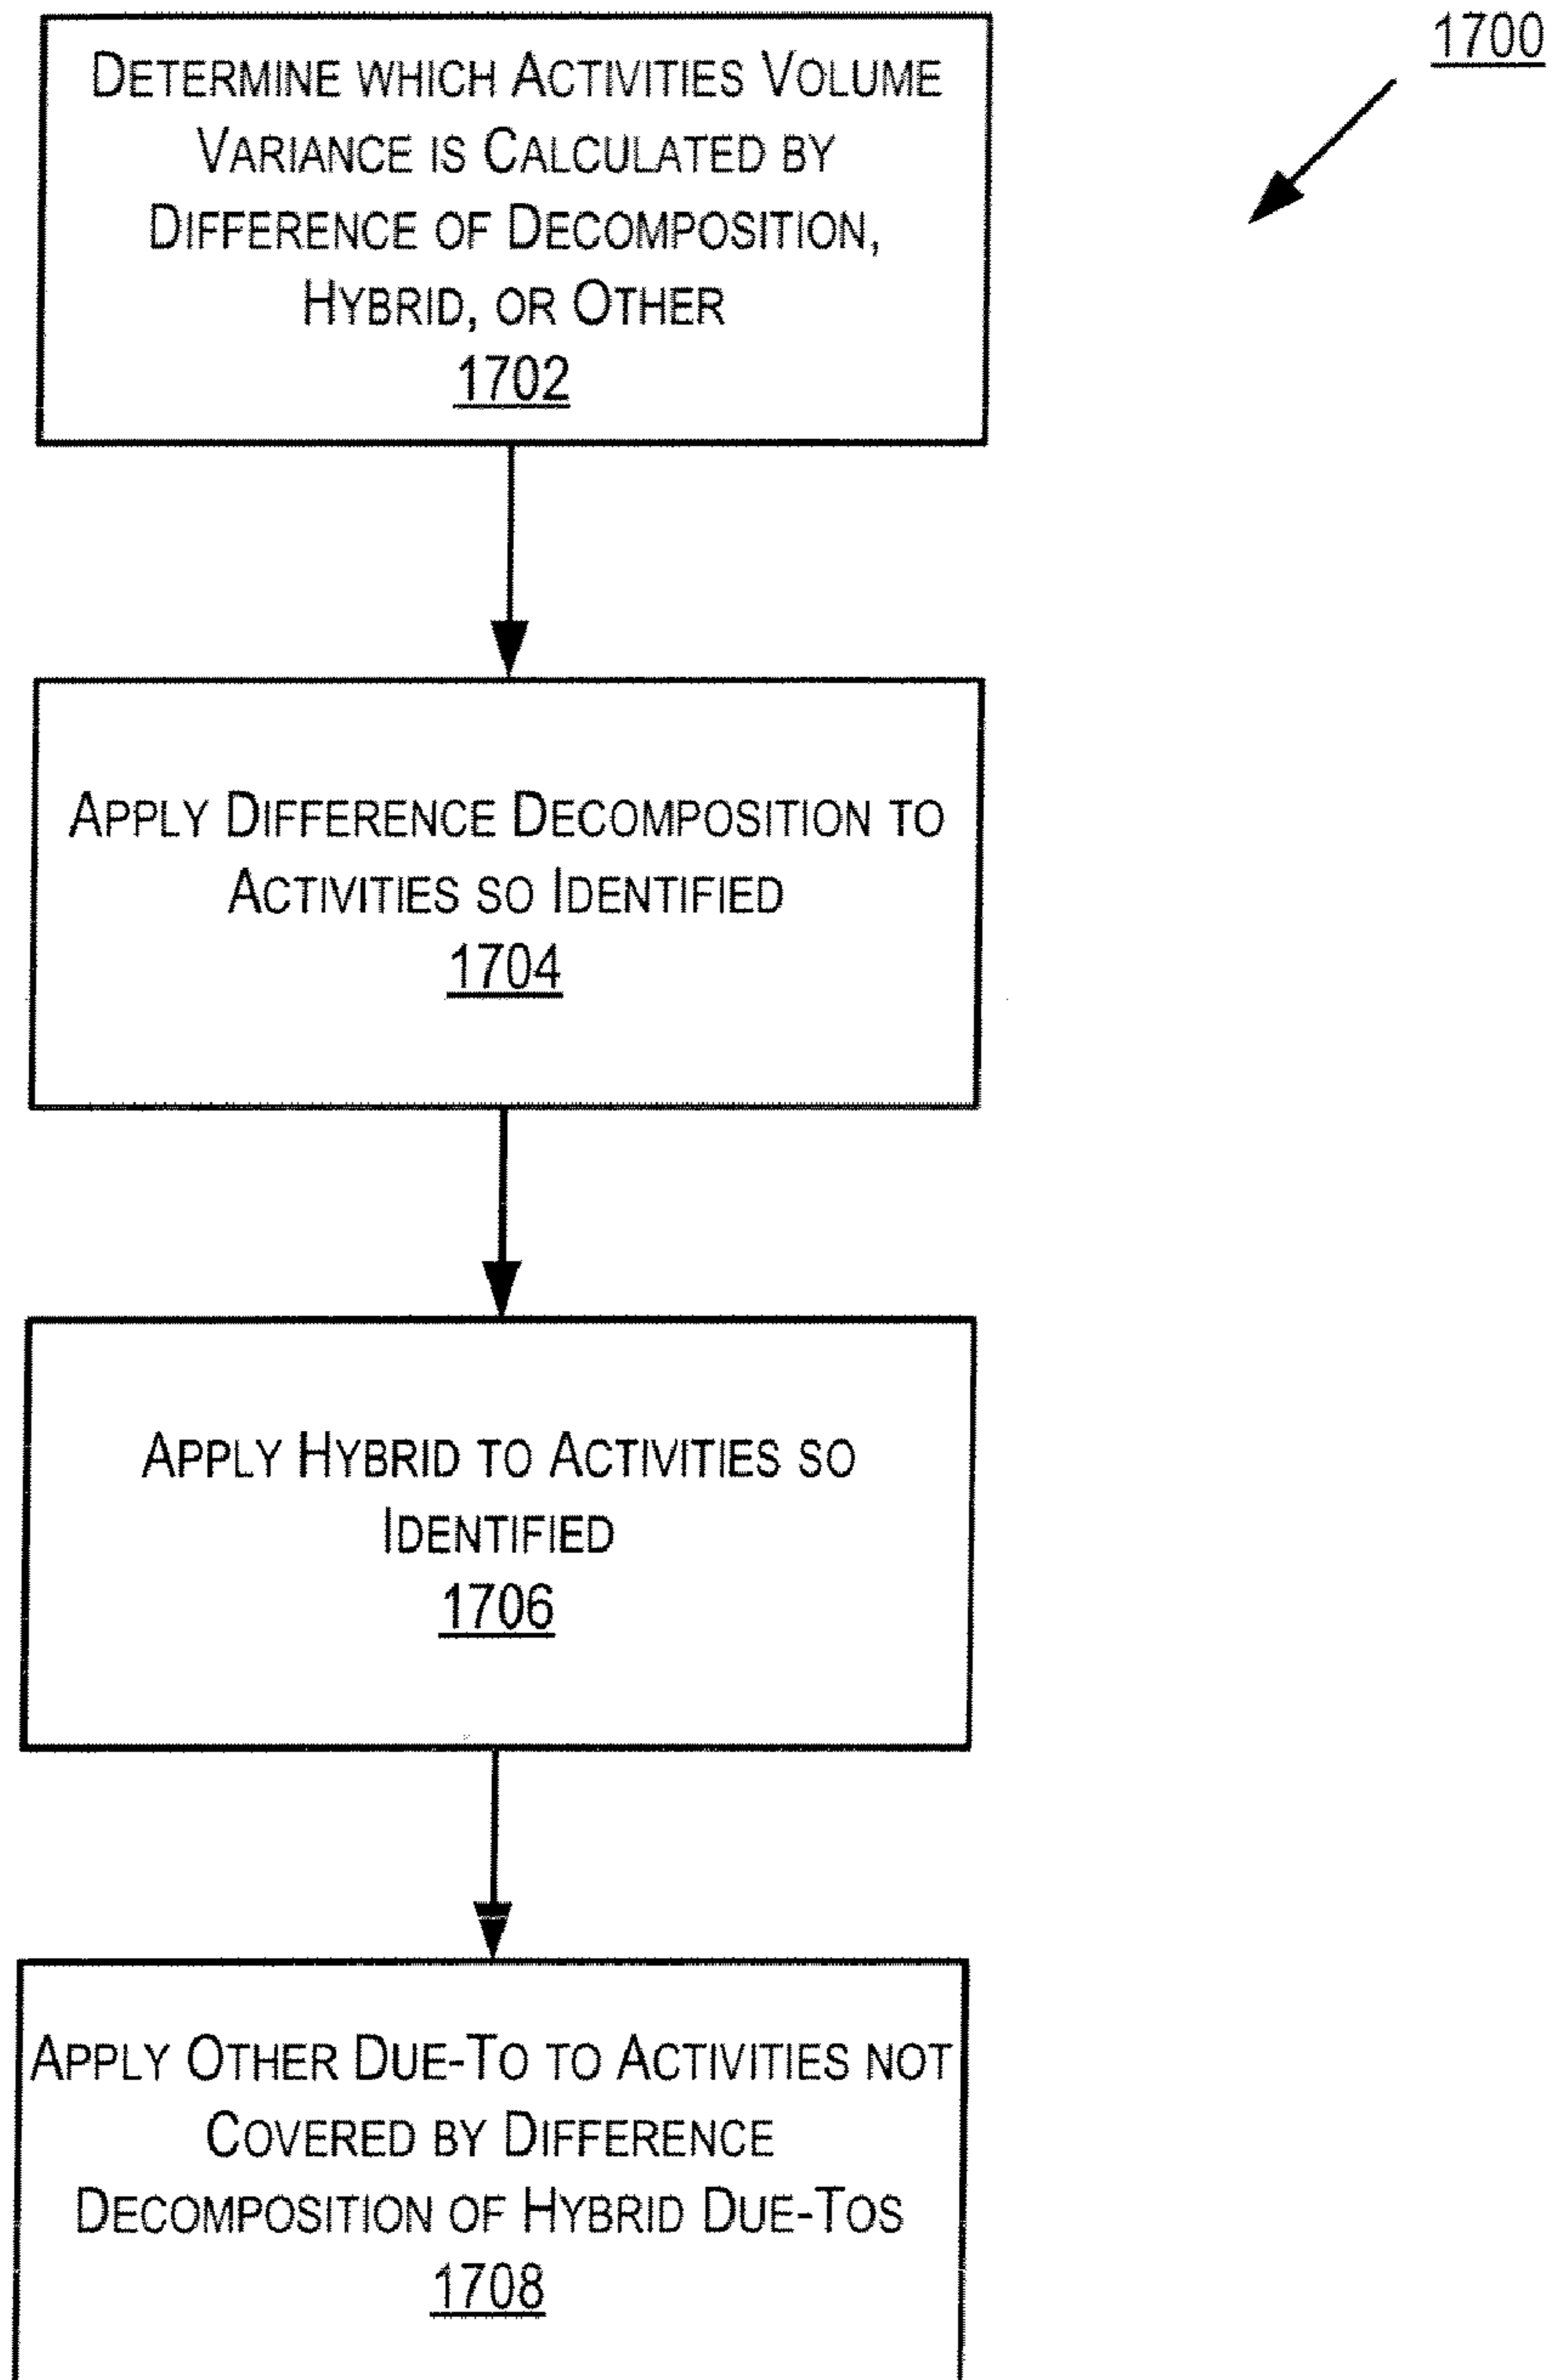 1700
DETERMINE WHICH ACTIVITIES VOLUME
VARIANCE IS CALCULATED BY
DIFFERENCE OF DECOMPOSITION,
HYBRID, OR OTHER
1702
APPLY DIFFERENCE DECOMPOSITION TO
ACTIVITIES SO IDENTIFIED
1704
APPLY HYBRID TO ACTIVITIES SO
IDENTIFIED
1706
APPLY OTHER DUE-TO TO ACTIVITIES NOT
COVERED BY DIFFERENCE
DECOMPOSITION OF HYBRID DUE-TOS
1708